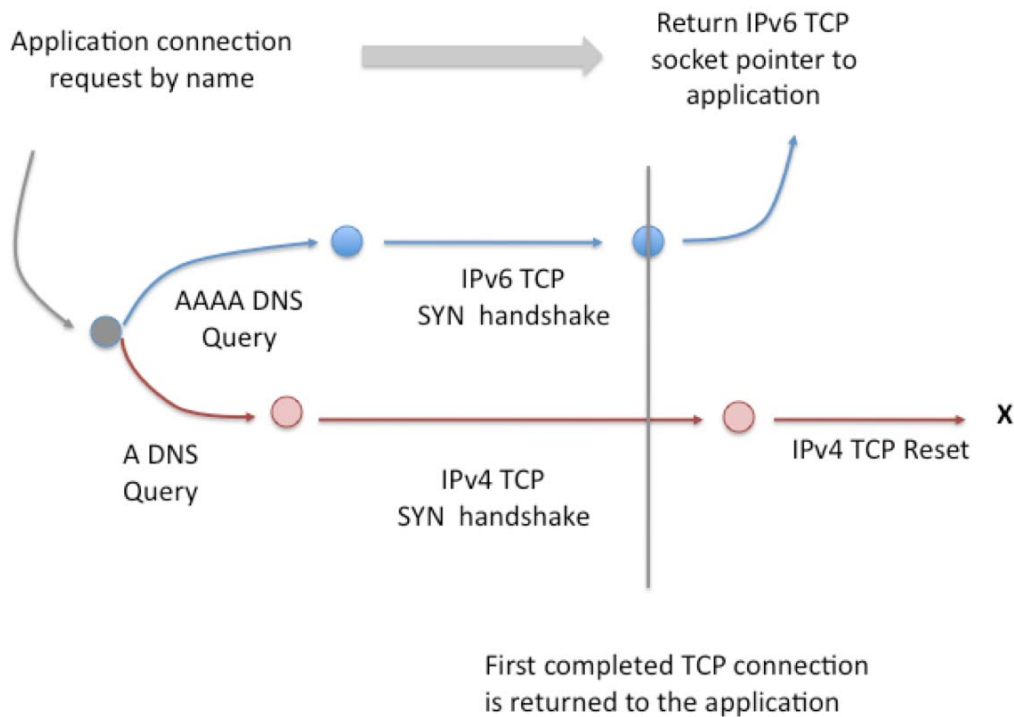 Application connection
request by name
Return IPv6 TCP
socket pointer to
application
AAAA DNS
Query
IPv6 TCP
SYN handshake
A DNS
Query
IPv4 TCP
SYN handshake
IPv4 TCP Reset
X
First completed TCP connection
is returned to the application